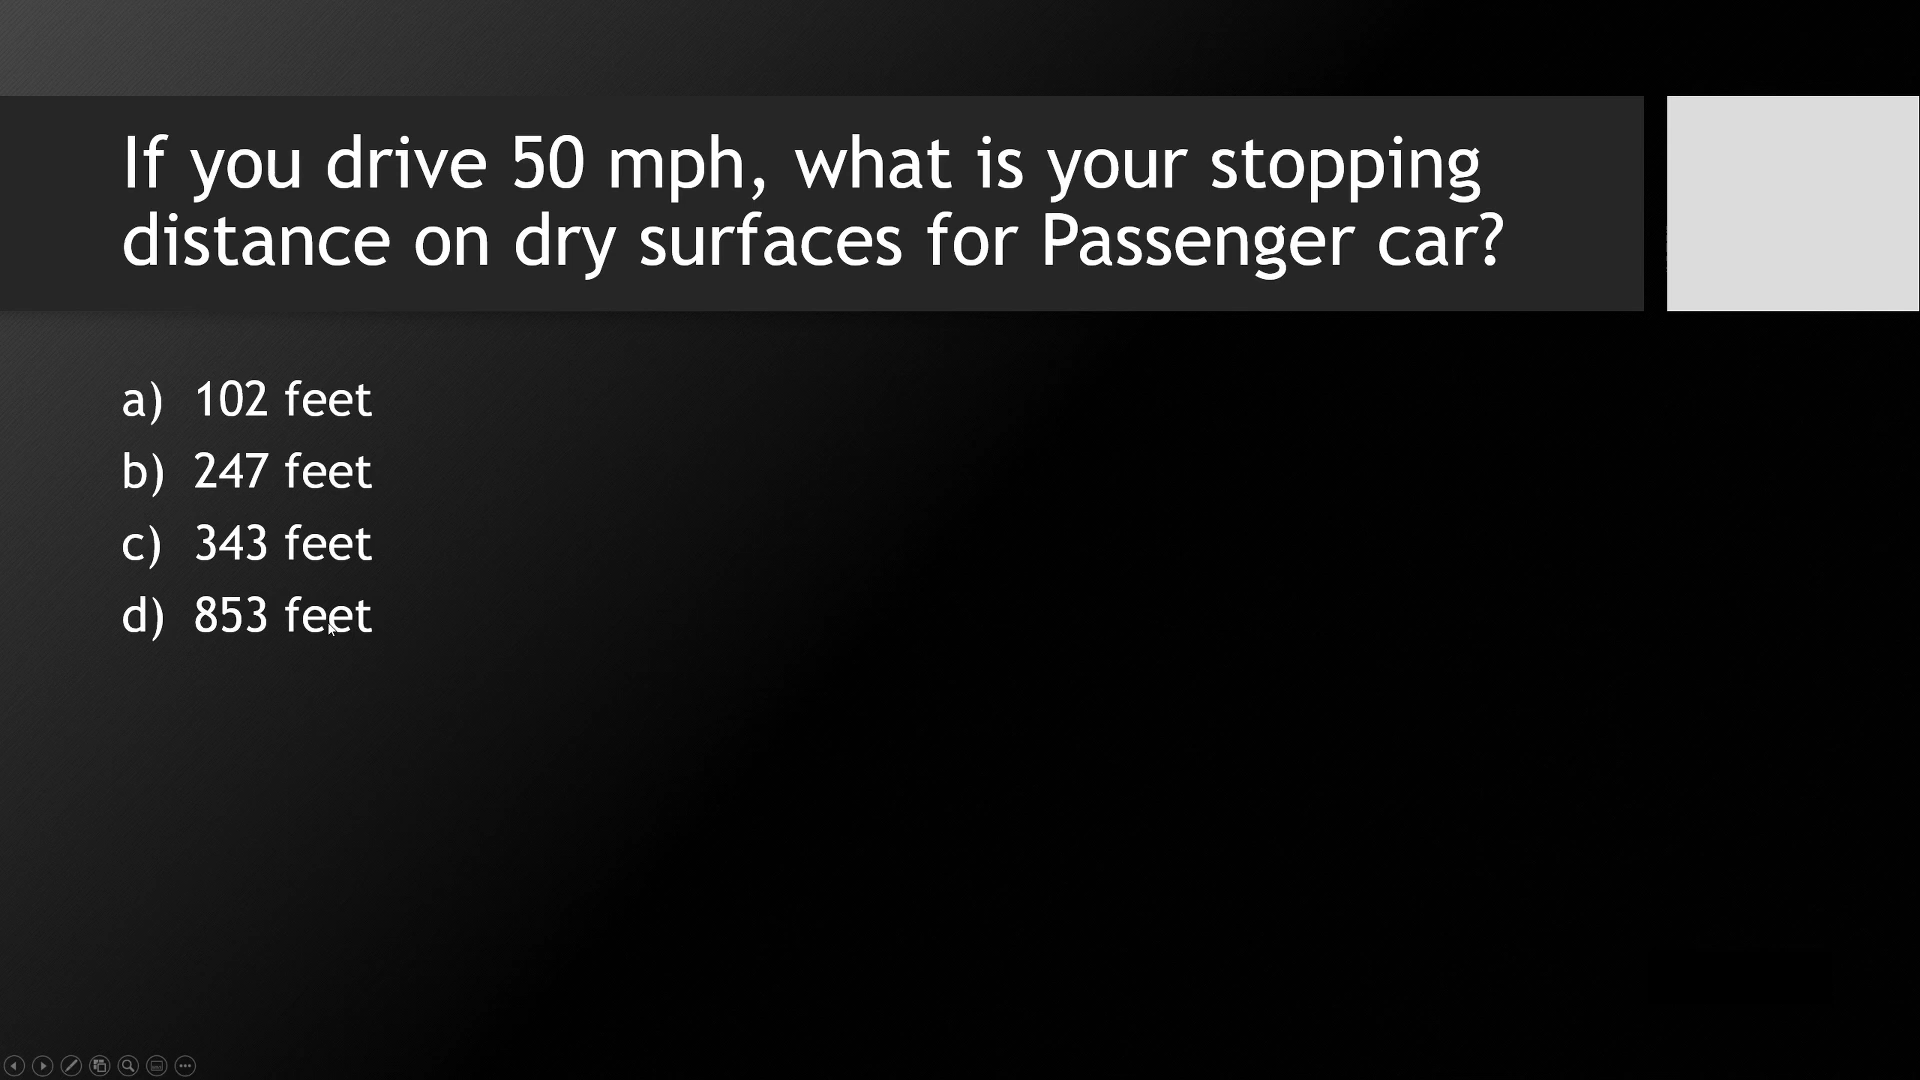 If you drive 50 mph, what is your stopping
distance on dry surfaces for Passenger car?
a) 102 feet
b) 247 feet
c) 343 feet
d) 853 feet